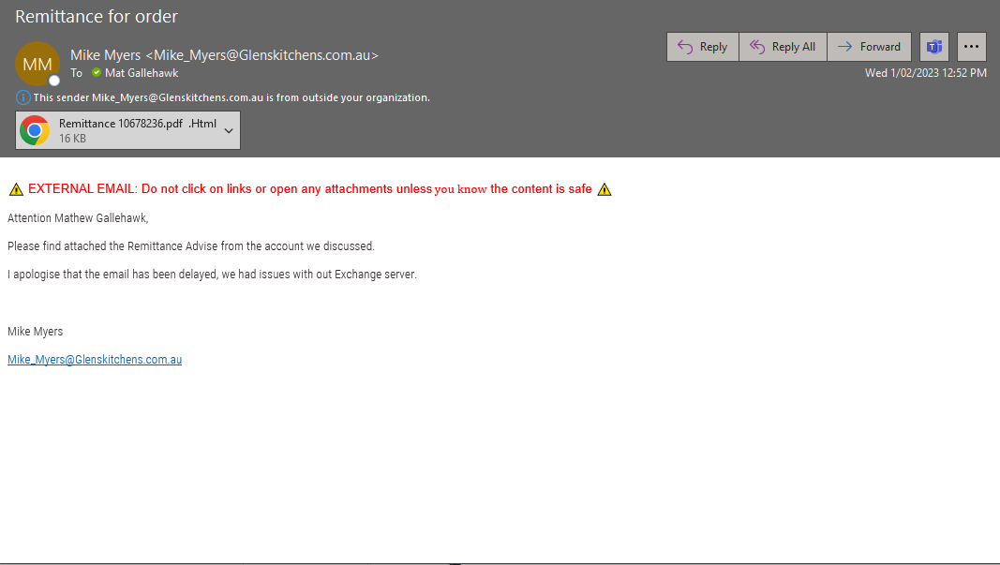 Remittance for order
MM
Mike Myers <Mike_Myers@Glenskitchens.com.au>
To Mat Gallehawk
Reply
Reply All
Forward
Wed 1/02/2023 12:52 PM
This sender Mike_Myers@Glenskitchens.com.au is from outside your organization.
Remittance 10678236.pdf .Html
16 KB
EXTERNAL EMAIL: Do not click on links or open any attachments unless you know the content is safe
Attention Mathew Gallehawk,
Please find attached the Remittance Advise from the account we discussed.
I apologise that the email has been delayed, we had issues with out Exchange server.
Mike Myers
Mike_Myers@Glenskitchens.com.au